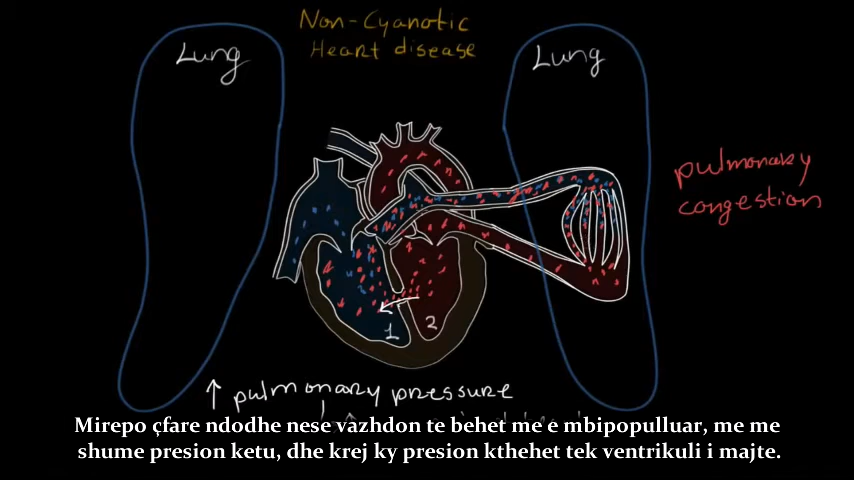 Non-Cyanotic
Heart disease
Lung
Lung
pulmonary
congestion
1
2
↑ pulmonary pressure
Mirepo çfare ndodhe nese vazhdon te behet me e mbipopulluar, me me
shume presion ketu, dhe krej ky presion kthehet tek ventrikuli i majte.